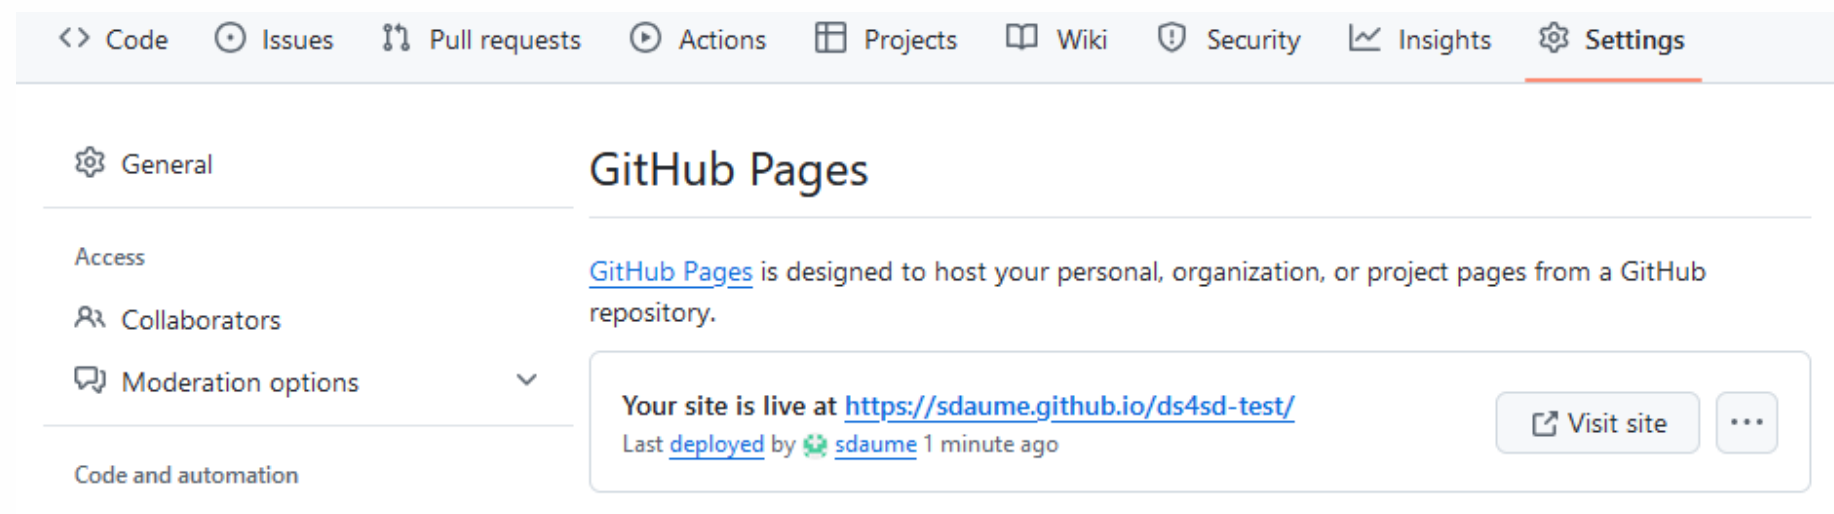 Code Issues Pull requests Actions Projects Wiki Security Insights Settings
General
Access
Collaborators
Moderation options
Code and automation
GitHub Pages
GitHub Pages is designed to host your personal, organization, or project pages from a GitHub
repository.
Your site is live at https://sdaume.github.io/ds4sd-test/
Last deployed by sdaume 1 minute ago
Visit site